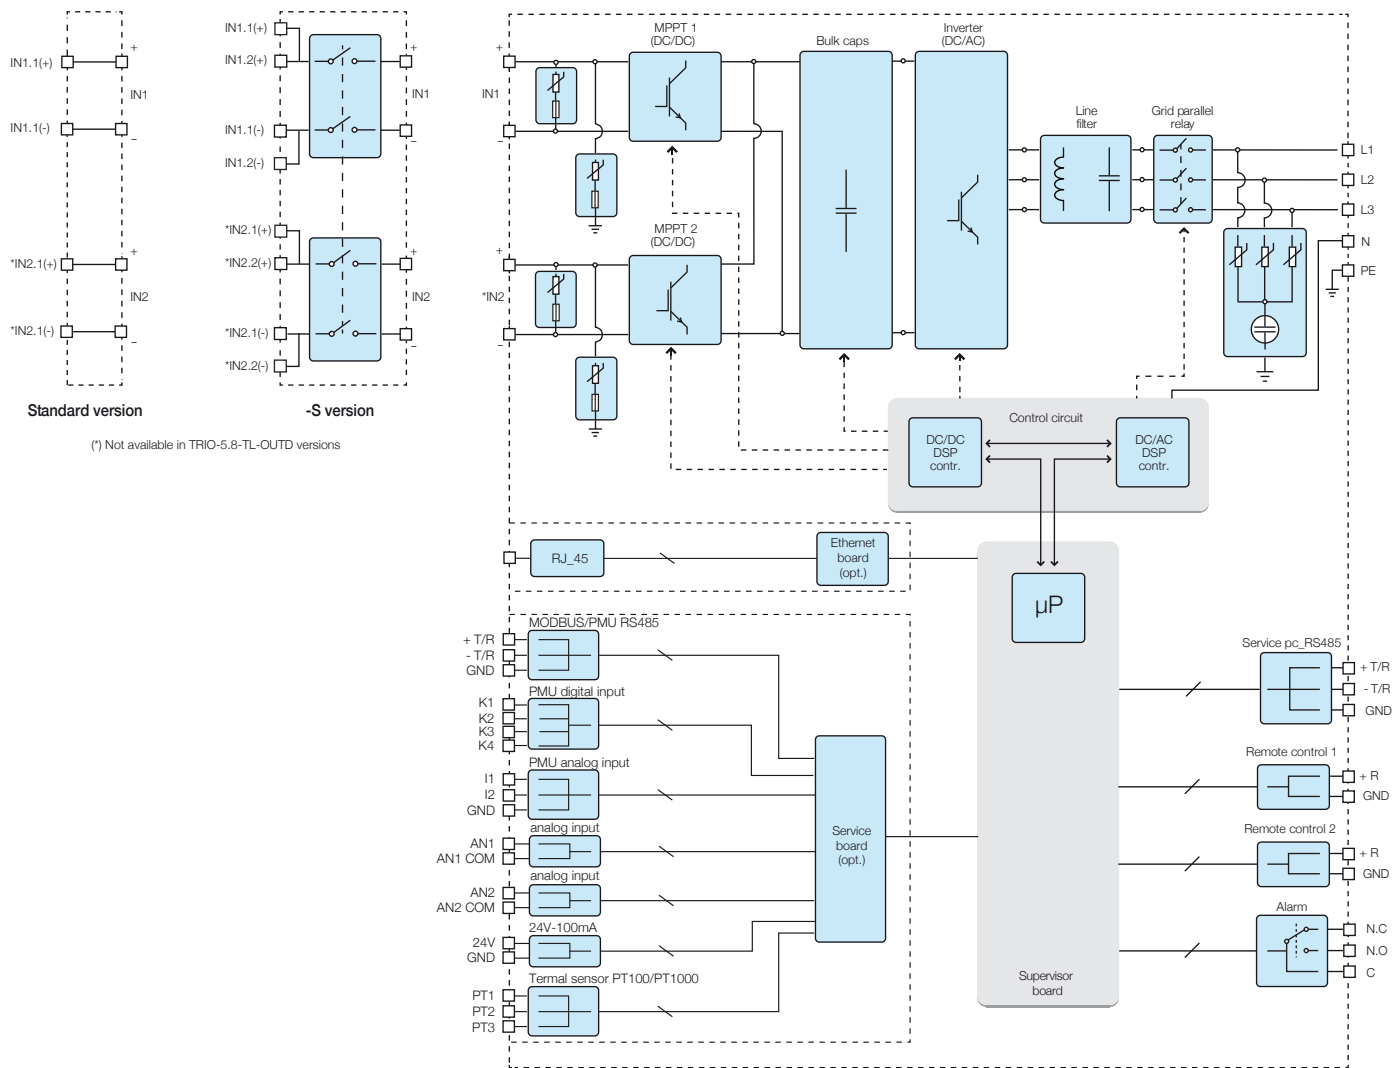 IN1.1(+)
+
IN1
IN1.1(-)
–
*IN2.1(+)
+
IN2
*IN2.1(-)
–
Standard version
IN1.1(+)
IN1.2(+)
+
IN1
IN1.1(-)
–
IN1.2(-)
*IN2.1(+)
+
*IN2.2(+)
IN2
*IN2.1(-)
–
*IN2.2(-)
-S version
(*) Not available in TRIO-5.8-TL-OUTD versions
+
IN1
–
+
*IN2
–
MPPT 1
(DC/DC)
MPPT 2
(DC/DC)
Bulk caps
Inverter
(DC/AC)
Line
filter
Grid parallel
relay
L1
L2
L3
N
PE
Control circuit
DC/DC
DSP
contr.
DC/AC
DSP
contr.
RJ_45
Ethernet
board
(opt.)
µP
MODBUS/PMU RS485
+ T/R
- T/R
GND
PMU digital input
K1
K2
K3
K4
PMU analog input
I1
I2
GND
analog input
AN1
AN1 COM
analog input
AN2
AN2 COM
24V-100mA
24V
GND
Termal sensor PT100/PT1000
PT1
PT2
PT3
Service
board
(opt.)
Supervisor
board
Service pc_RS485
+ T/R
- T/R
GND
Remote control 1
+ R
GND
Remote control 2
+ R
GND
Alarm
N.C
N.O
C